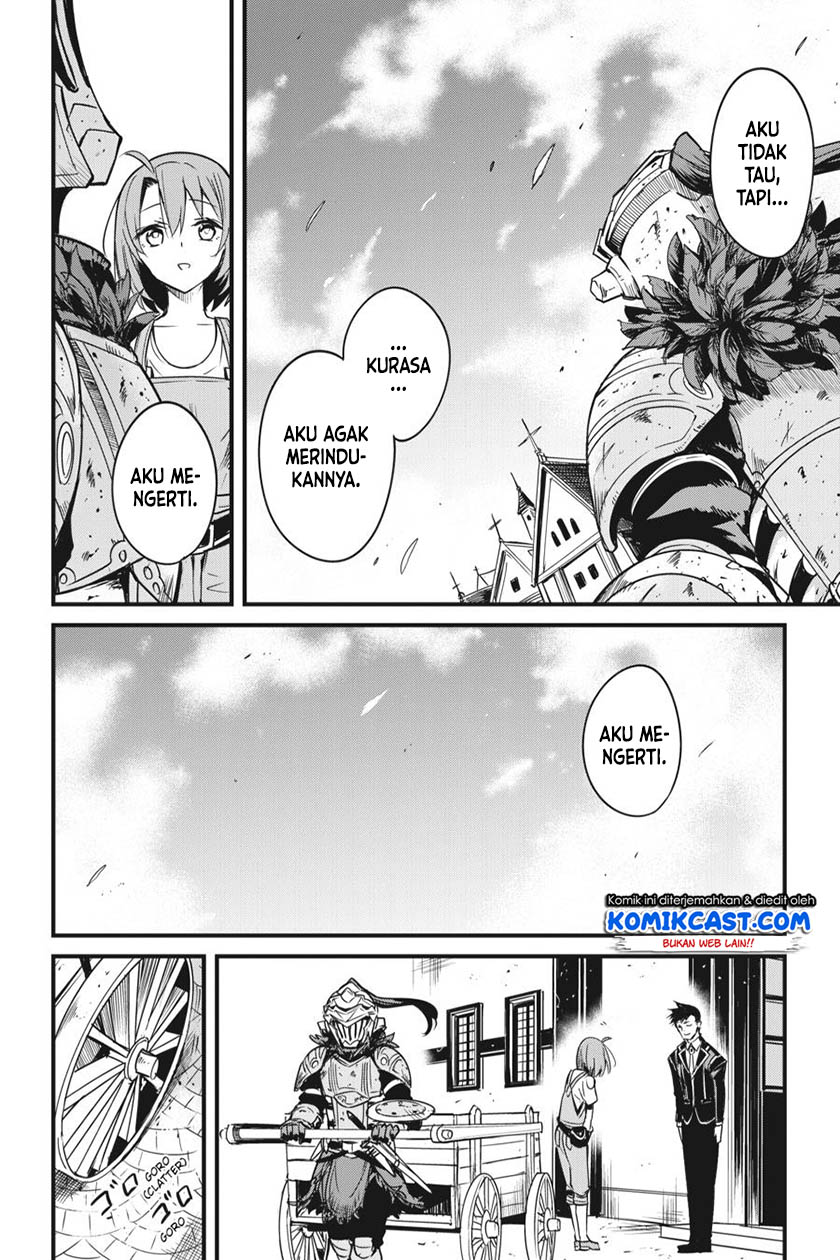 AKU
TIDAK
TAU,
TAPI...
...
KURASA
...
AKU AGAK
MERINDU-
KANNYA.
AKU ME-
NGERTI.
AKU ME-
NGERTI.
Komik ini diterjemahkan & diedit oleh
KOMIKCAST.COM
BUKAN WEB LAIN!!
ゴロ
GORO
(CLATTER)
ゴロ
GORO